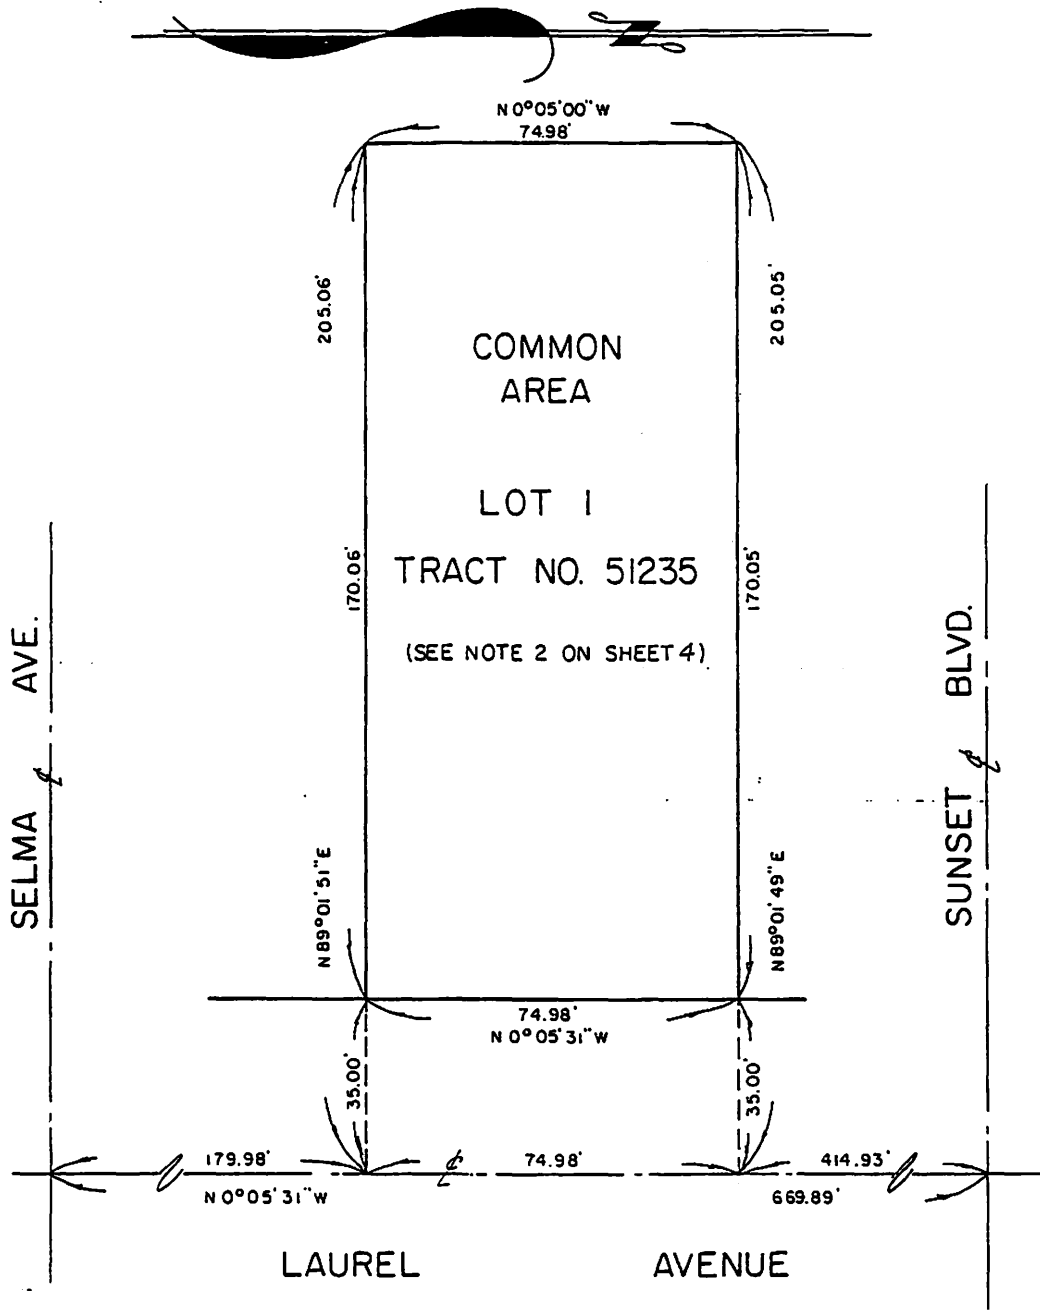 Z
N 0°05'00" W
74.98'
205.06'
205.05'
COMMON
AREA
LOT 1
TRACT NO. 51235
170.06'
170.05'
(SEE NOTE 2 ON SHEET 4)
SELMA AVE.
SUNSET BLVD.
N 89°01'51" E
N 89°01'49" E
74.98'
N 0°05'31" W
35.00'
35.00'
179.98'
74.98'
414.93'
N 0°05'31" W
669.89'
LAUREL AVENUE